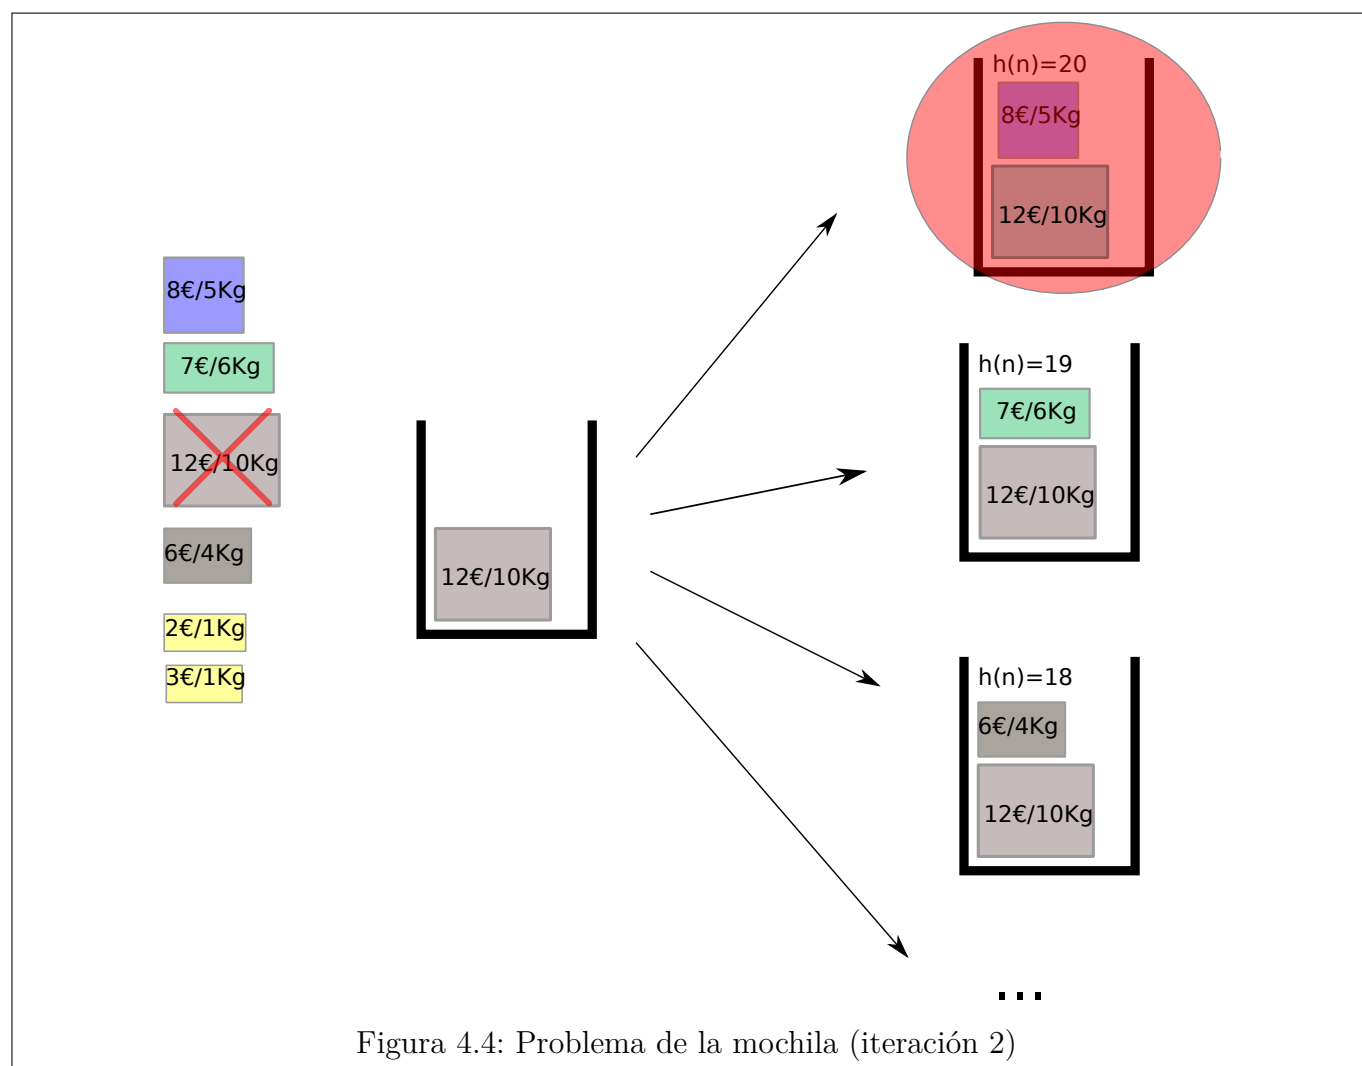 8€/5Kg
7€/6Kg
12€/10Kg
6€/4Kg
2€/1Kg
3€/1Kg
12€/10Kg
h(n)=20
8€/5Kg
12€/10Kg
h(n)=19
7€/6Kg
12€/10Kg
h(n)=18
6€/4Kg
12€/10Kg
...
Figura 4.4: Problema de la mochila (iteración 2)